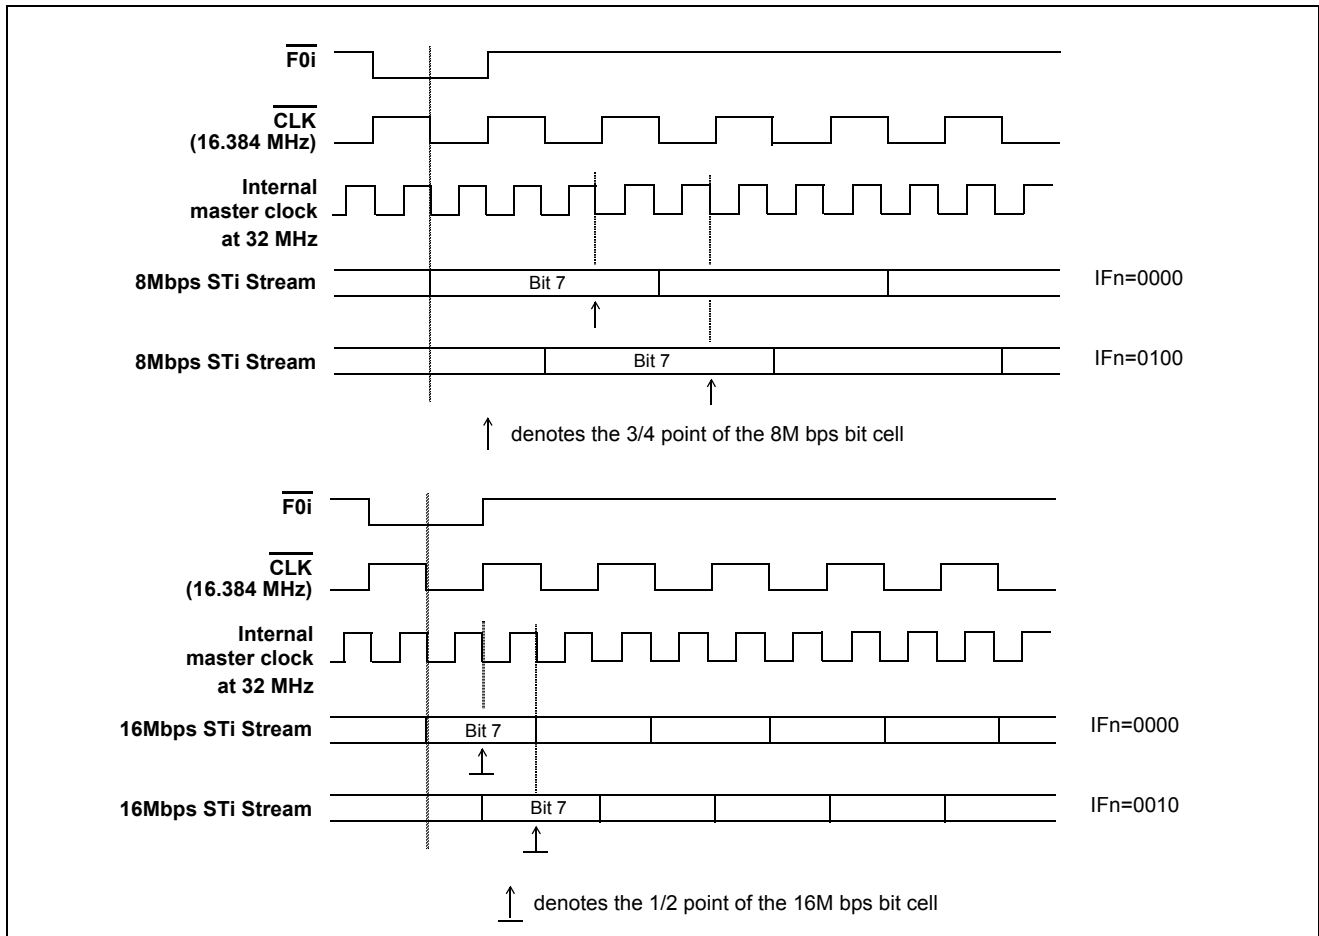 F0i
CLK
(16.384 MHz)
Internal
master clock
at 32 MHz
8Mbps STi Stream
Bit 7
IFn=0000
8Mbps STi Stream
Bit 7
IFn=0100
denotes the 3/4 point of the 8M bps bit cell
F0i
CLK
(16.384 MHz)
Internal
master clock
at 32 MHz
16Mbps STi Stream
Bit 7
IFn=0000
16Mbps STi Stream
Bit 7
IFn=0010
denotes the 1/2 point of the 16M bps bit cell